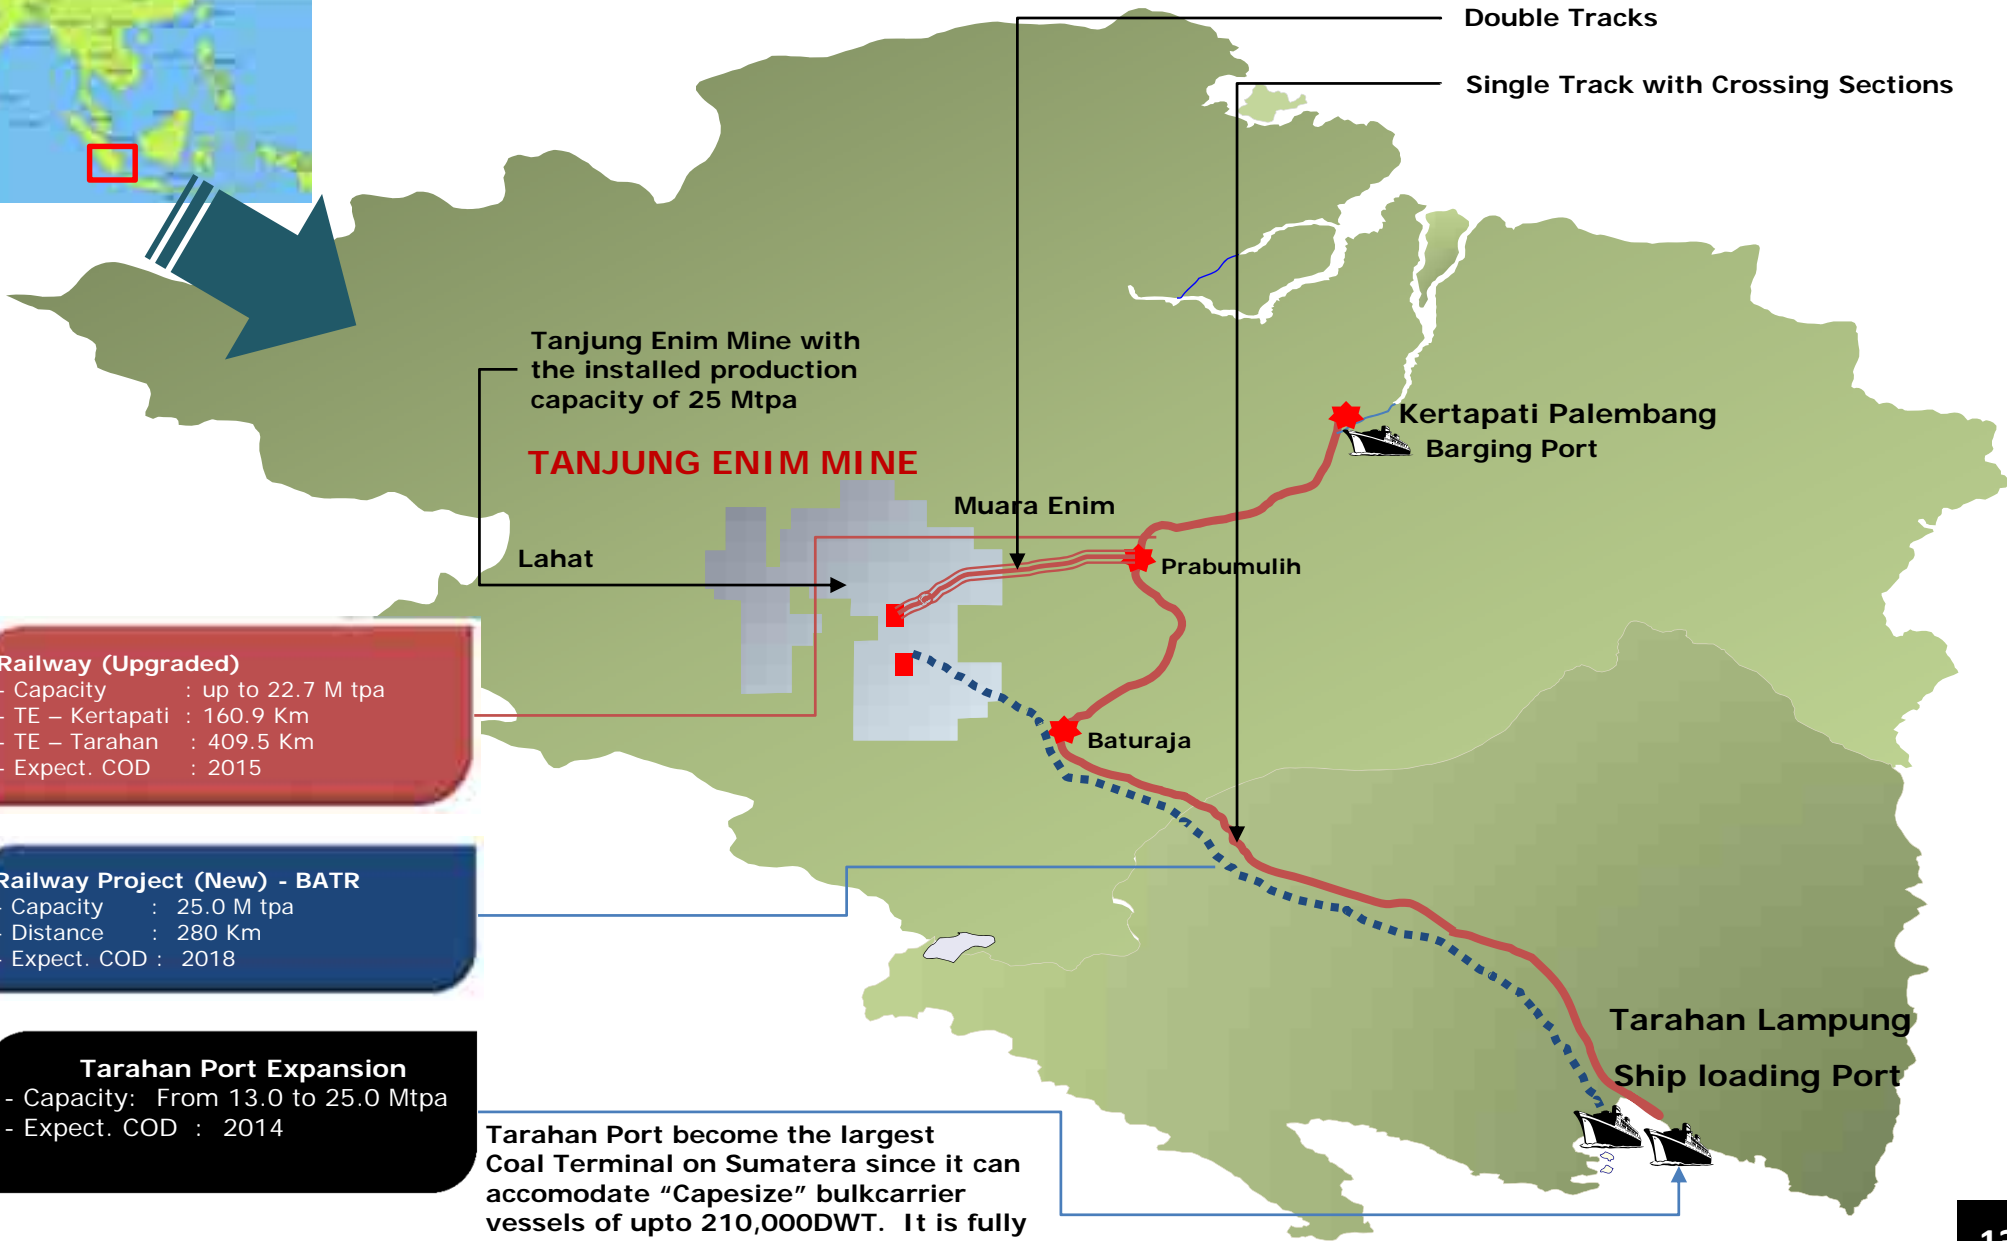 Double Tracks
Single Track with Crossing Sections
Tanjung Enim Mine with
the installed production
capacity of 25 Mtpa
TANJUNG ENIM MINE
Kertapati Palembang
Barging Port
Muara Enim
Lahat
Prabumulih
Baturaja
Railway (Upgraded)
- Capacity : up to 22.7 M tpa
- TE – Kertapati : 160.9 Km
- TE – Tarahan : 409.5 Km
- Expect. COD : 2015
Railway Project (New) - BATR
- Capacity : 25.0 M tpa
- Distance : 280 Km
- Expect. COD : 2018
Tarahan Lampung
Ship loading Port
Tarahan Port Expansion
- Capacity: From 13.0 to 25.0 Mtpa
- Expect. COD : 2014
Tarahan Port become the largest
Coal Terminal on Sumatera since it can
accomodate “Capesize” bulkcarrier
vessels of upto 210,000DWT. It is fully